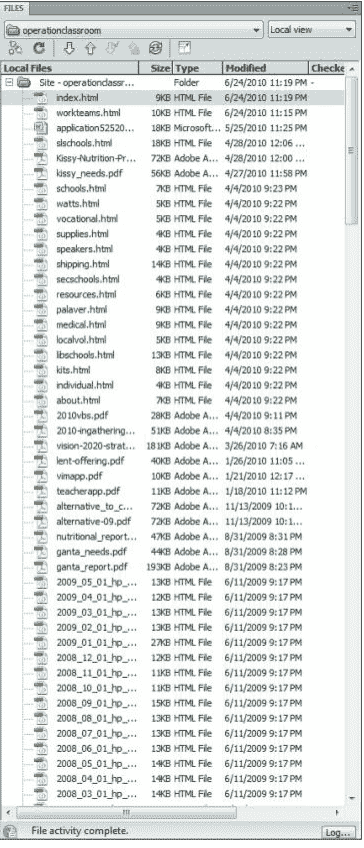 FILES
operationclassroom Local view
Local Files Size Type Modified Checke
Site - operationclassr... Folder 6/24/2010 11:19 PM -
index.html 9KB HTML File 6/24/2010 11:19 PM
workteams.html 10KB HTML File 6/24/2010 11:15 PM
applicationS2520... 18KB Microsoft... 5/25/2010 11:25 PM
slschools.html 18KB HTML File 4/28/2010 12:06 ...
Kissy-Nutrition-Pr... 72KB Adobe A... 4/28/2010 12:00 ...
kissy_needs.pdf 56KB Adobe A... 4/27/2010 11:58 PM
schools.html 7KB HTML File 4/4/2010 9:23 PM
watts.html 5KB HTML File 4/4/2010 9:22 PM
vocational.html 5KB HTML File 4/4/2010 9:22 PM
supplies.html 4KB HTML File 4/4/2010 9:22 PM
speakers.html 4KB HTML File 4/4/2010 9:22 PM
shipping.html 14KB HTML File 4/4/2010 9:22 PM
secschools.html 4KB HTML File 4/4/2010 9:22 PM
resources.html 6KB HTML File 4/4/2010 9:22 PM
palaver.html 9KB HTML File 4/4/2010 9:22 PM
medical.html 9KB HTML File 4/4/2010 9:22 PM
localvol.html 5KB HTML File 4/4/2010 9:22 PM
libschools.html 13KB HTML File 4/4/2010 9:22 PM
kits.html 8KB HTML File 4/4/2010 9:22 PM
individual.html 4KB HTML File 4/4/2010 9:22 PM
about.html 7KB HTML File 4/4/2010 9:22 PM
2010vbs.pdf 28KB Adobe A... 4/4/2010 9:11 PM
2010-ingathering... 51KB Adobe A... 4/4/2010 8:35 PM
vision-2020-strat... 181KB Adobe A... 3/26/2010 7:16 AM
lent-offering.pdf 40KB Adobe A... 1/26/2010 11:05 ...
vimapp.pdf 10KB Adobe A... 1/21/2010 12:17 ...
teacherapp.pdf 11KB Adobe A... 1/18/2010 11:12 PM
alternative_to_c... 72KB Adobe A... 11/13/2009 10:1...
alternative-09.pdf 72KB Adobe A... 11/13/2009 10:1...
nutritional_report... 47KB Adobe A... 8/31/2009 8:31 PM
ganta_needs.pdf 44KB Adobe A... 8/31/2009 8:28 PM
ganta_report.pdf 193KB Adobe A... 8/31/2009 8:23 PM
2009_05_01_hp_... 13KB HTML File 6/11/2009 9:17 PM
2009_04_01_hp_... 12KB HTML File 6/11/2009 9:17 PM
2009_03_01_hp_... 13KB HTML File 6/11/2009 9:17 PM
2009_02_01_hp_... 13KB HTML File 6/11/2009 9:17 PM
2009_01_01_hp_... 27KB HTML File 6/11/2009 9:17 PM
2008_12_01_hp_... 12KB HTML File 6/11/2009 9:17 PM
2008_11_01_hp_... 11KB HTML File 6/11/2009 9:17 PM
2008_10_01_hp_... 11KB HTML File 6/11/2009 9:17 PM
2008_09_01_hp_... 15KB HTML File 6/11/2009 9:17 PM
2008_08_01_hp_... 13KB HTML File 6/11/2009 9:17 PM
2008_07_01_hp_... 13KB HTML File 6/11/2009 9:17 PM
2008_06_01_hp_... 13KB HTML File 6/11/2009 9:17 PM
2008_05_01_hp_... 14KB HTML File 6/11/2009 9:17 PM
2008_04_01_hp_... 14KB HTML File 6/11/2009 9:17 PM
2008_03_01_hp_... 14KB HTML File 6/11/2009 9:17 PM
File activity complete. Log...